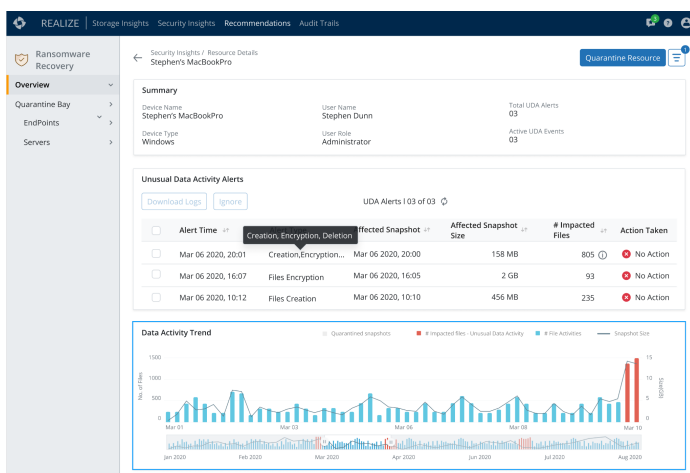 REALIZE Storage Insights Security Insights Recommendations Audit Trails 3
Ransomware
Recovery
Overview
Quarantine Bay
EndPoints
Servers
Security Insights / Resource Details
Stephen's MacBookPro
Quarantine Resource 1
Summary
Device Name User Name Total UDA Alerts
Stephen's MacBookPro Stephen Dunn 03
Device Type User Role Active UDA Events
Windows Administrator 03
Unusual Data Activity Alerts
Download Logs Ignore UDA Alerts l 03 of 03
Alert Time Affected Snapshot Affected Snapshot Size # Impacted Files Action Taken
Creation, Encryption, Deletion
Mar 06 2020, 20:01 Creation,Encryption... Mar 06 2020, 20:00 158 MB 805 No Action
Mar 06 2020, 16:07 Files Encryption Mar 06 2020, 16:05 2 GB 93 No Action
Mar 06 2020, 10:12 Files Creation Mar 06 2020, 10:10 456 MB 235 No Action
Data Activity Trend Quarantined snapshots # Impacted files - Unusual Data Activity # File Activities Snapshot Size
No. of Files
1500
1000
500
0
Size(GB)
15
10
5
0
Mar 01 Mar 03 Mar 06 Mar 08 Mar 10
Jan 2020 Feb 2020 Mar 2020 Apr 2020 Jun 2020 Jul 2020 Aug 2020